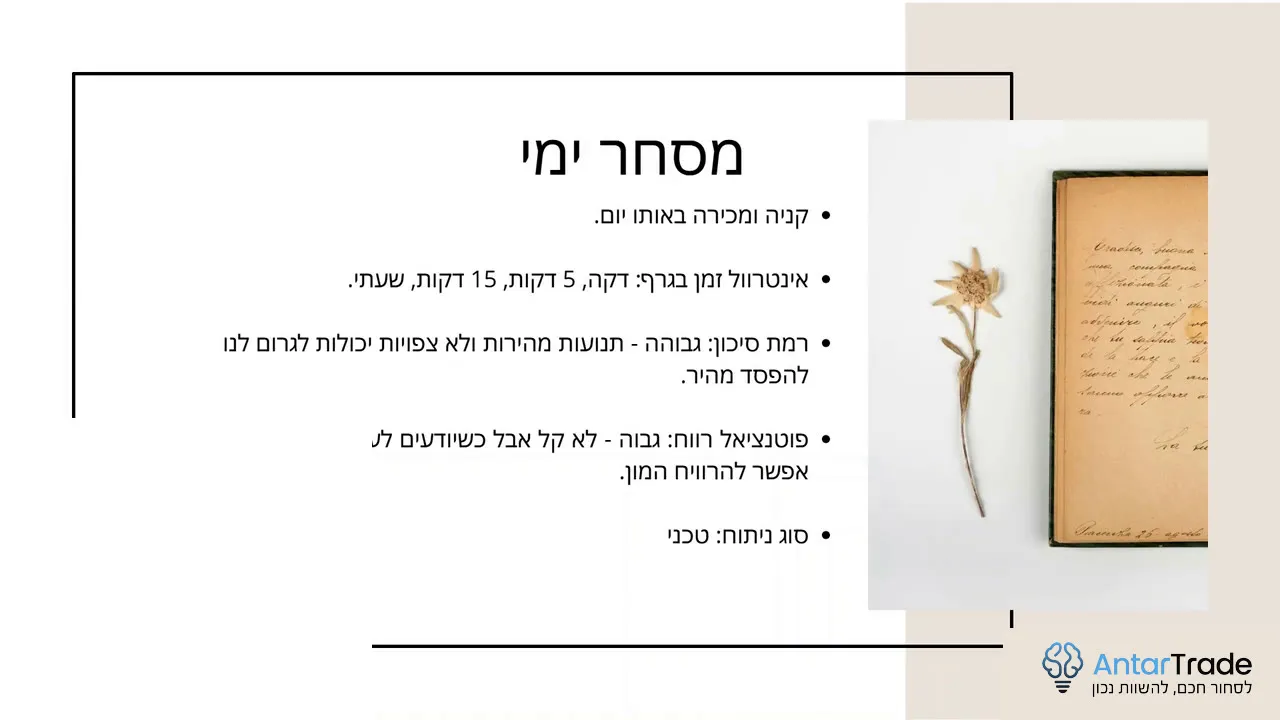 מסחר ימי
• קניה ומכירה באותו יום.
• אינטרוול זמן בגרף: דקה, 5 דקות, 15 דקות, שעתי.
• רמת סיכון: גבוהה - תנועות מהירות ולא צפויות יכולות לגרום לנו
להפסד מהיר.
• פוטנציאל רווח: גבוה - לא קל אבל כשיודעים
אפשר להרוויח המון.
• סוג ניתוח: טכני
AntarTrade
לסחור חכם, להשוות נכון